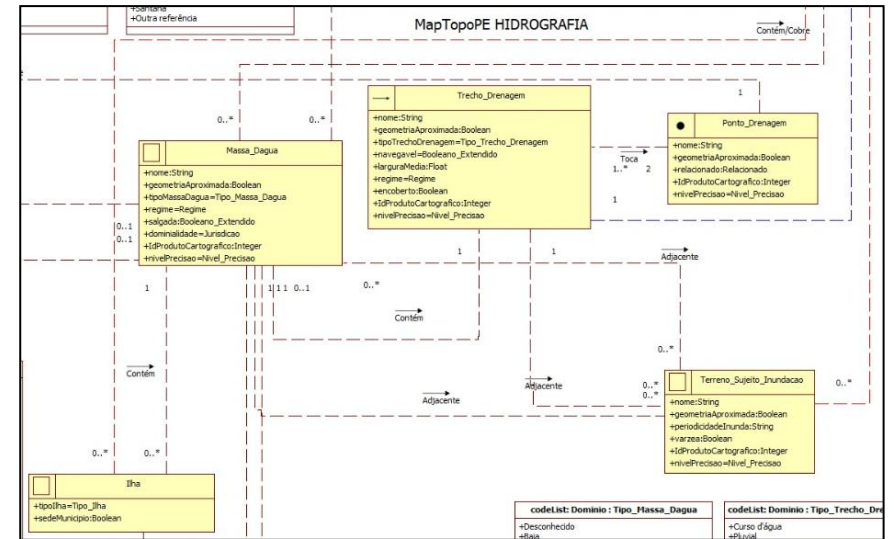 +Santana
+Outra referência
MapTopoPE HIDROGRAFIA
Contém/Cobre
Trecho_Drenagem
+nome:String
+geometriaAproximada:Boolean
+tipoTrechoDrenagem=Tipo_Trecho_Drenagem
+navegavel=Booleano_Extendido
+larguraMedia:Float
+regime=Regime
+encoberto:Boolean
+IdProdutoCartografico:Integer
+nivelPrecisao=Nivel_Precisao
1
Ponto_Drenagem
+nome:String
+geometriaAproximada:Boolean
+relacionado:Relacionado
+IdProdutoCartografico:Integer
+nivelPrecisao=Nivel_Precisao
Toca
1..* 2
1
0..* 0..*
Massa_Dagua
+nome:String
+geometriaAproximada:Boolean
+tipoMassaDagua=Tipo_Massa_Dagua
+regime=Regime
+salgada:Booleano_Extendido
+dominialidade=Jurisdicao
+IdProdutoCartografico:Integer
+nivelPrecisao=Nivel_Precisao
0..1
0..1
1 1
Adjacente
1 1 1 1 0..1 0..*
Contém
0..*
Contém
Adjacente
Adjacente
0..*
0..*
0..*
Terreno_Sujeito_Inundacao
+nome:String
+geometriaAproximada:Boolean
+periodicidadeInunda:String
+varzea:Boolean
+IdProdutoCartografico:Integer
+nivelPrecisao=Nivel_Precisao
0..* 0..*
Ilha
+tipoIlha=Tipo_Ilha
+sedeMunicipio:Boolean
codeList: Dominio : Tipo_Massa_Dagua
+Desconhecido
+Baia
codeList: Dominio : Tipo_Trecho_Dre
+Curso d'água
+Pluvial